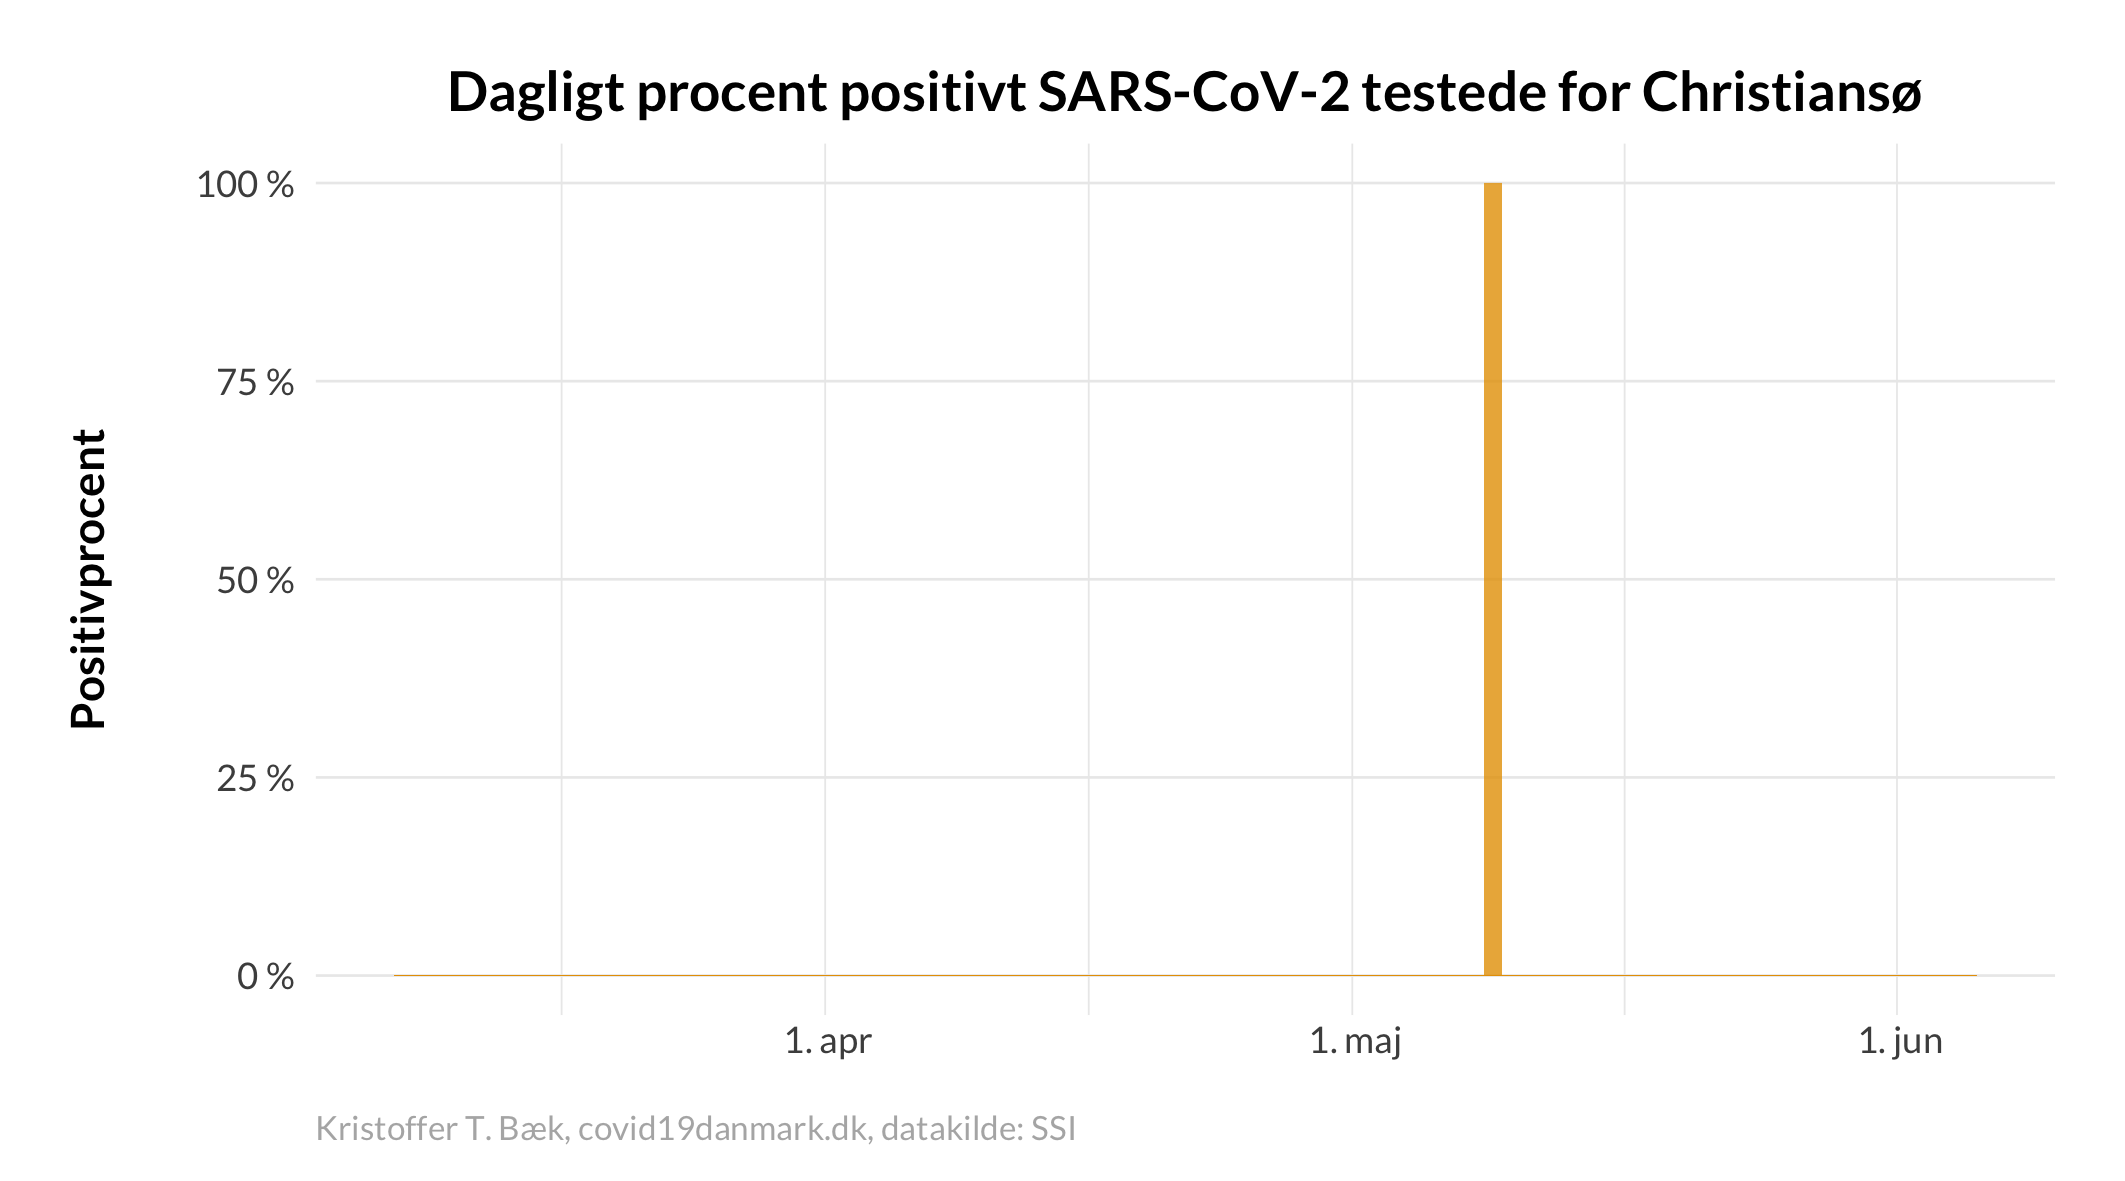 Dagligt procent positivt SARS-CoV-2 testede for Christiansø
Positivprocent
100 %
75 %
50 %
25 %
0 %
1. apr
1. maj
1. jun
Kristoffer T. Bæk, covid19danmark.dk, datakilde: SSI